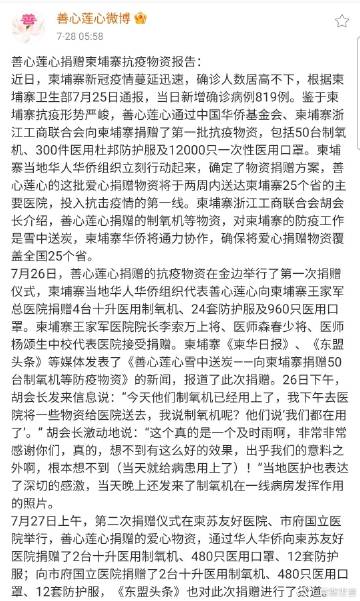 善心莲心微博
7-28 05:58
善心莲心捐赠柬埔寨抗疫物资报告：
近日，柬埔寨新冠疫情蔓延迅速，确诊人数居高不下，根据柬
埔寨卫生部7月25日通报，当日新增确诊病例819例。鉴于柬
埔寨抗疫形势严峻，善心莲心通过中国华侨基金会、柬埔寨
浙江工商联合会向柬埔寨捐赠了第一批抗疫物资，包括50台制氧
机、300件医用杜邦防护服及12000只一次性医用口罩。柬埔
寨当地华人华侨组织立刻行动起来，确定了物资捐赠方案，善
心莲心的这批爱心捐赠物资将于两周内送达柬埔寨25个省的主
要医院，投入抗击疫情的第一线。柬埔寨浙江工商联合会胡会
长介绍，善心莲心捐赠的制氧机等物资，对柬埔寨的防疫工作
是雪中送炭，柬埔寨华侨将通力协作，确保将爱心捐赠物资覆
盖全国25个省。
7月26日，善心莲心捐赠的抗疫物资在金边举行了第一次捐赠
仪式，柬埔寨当地华人华侨组织代表善心莲心向柬埔寨王家军
总医院捐赠4台十升医用制氧机、24套防护服及960只医用口
罩。柬埔寨王家军医院院长李索万上将、医师森春少将、医师
杨颂生中校代表医院接受捐赠。柬埔寨《柬华日报》、《东盟
头条》等媒体发表了《善心莲心雪中送炭——向柬埔寨捐赠50
台制氧机等防疫物资》的新闻，报道了此次捐赠。26日下午，
胡会长发来信息说：“今天他们制氧机已经用上了，我下午去医
院将一些物资给医院送去，我说制氧机呢？他们说‘我们都在用
了’。” 胡会长激动地说：“这个真的是一个及时雨啊，非常非常
感谢你们，真的，想不到有这么好的效果，出乎我们的意料之
外啊，根本想不到（当天就给病患用上了）！”当地医护也表达
了深切的感激，当天晚上还发来了制氧机在一线病房发挥作用
的照片。
7月27日上午，第二次捐赠仪式在柬苏友好医院、市府国立医
院举行，善心莲心的爱心物资，通过华人华侨向柬苏友好
医院捐赠了2台十升医用制氧机、480只医用口罩、12套防护
服；向市府国立医院捐赠了2台十升医用制氧机、480只医用
口罩、12套防护服，《东盟头条》也对此次捐赠进行了报道。